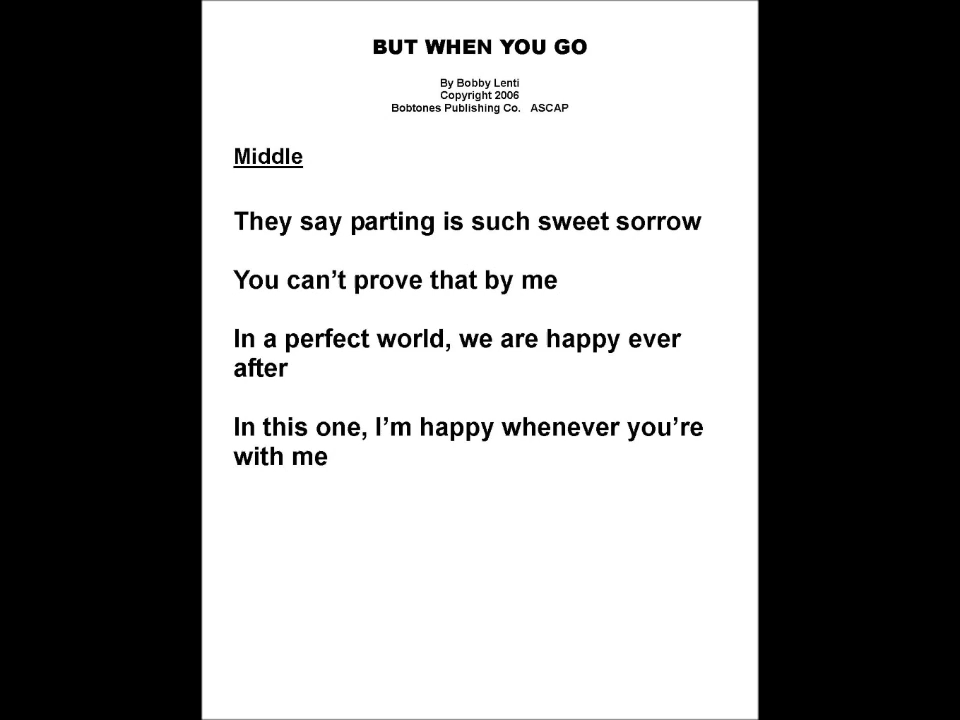 BUT WHEN YOU GO
By Bobby Lenti
Copyright 2006
Bobtones Publishing Co. ASCAP
Middle
They say parting is such sweet sorrow
You can’t prove that by me
In a perfect world, we are happy ever
after
In this one, I’m happy whenever you’re
with me